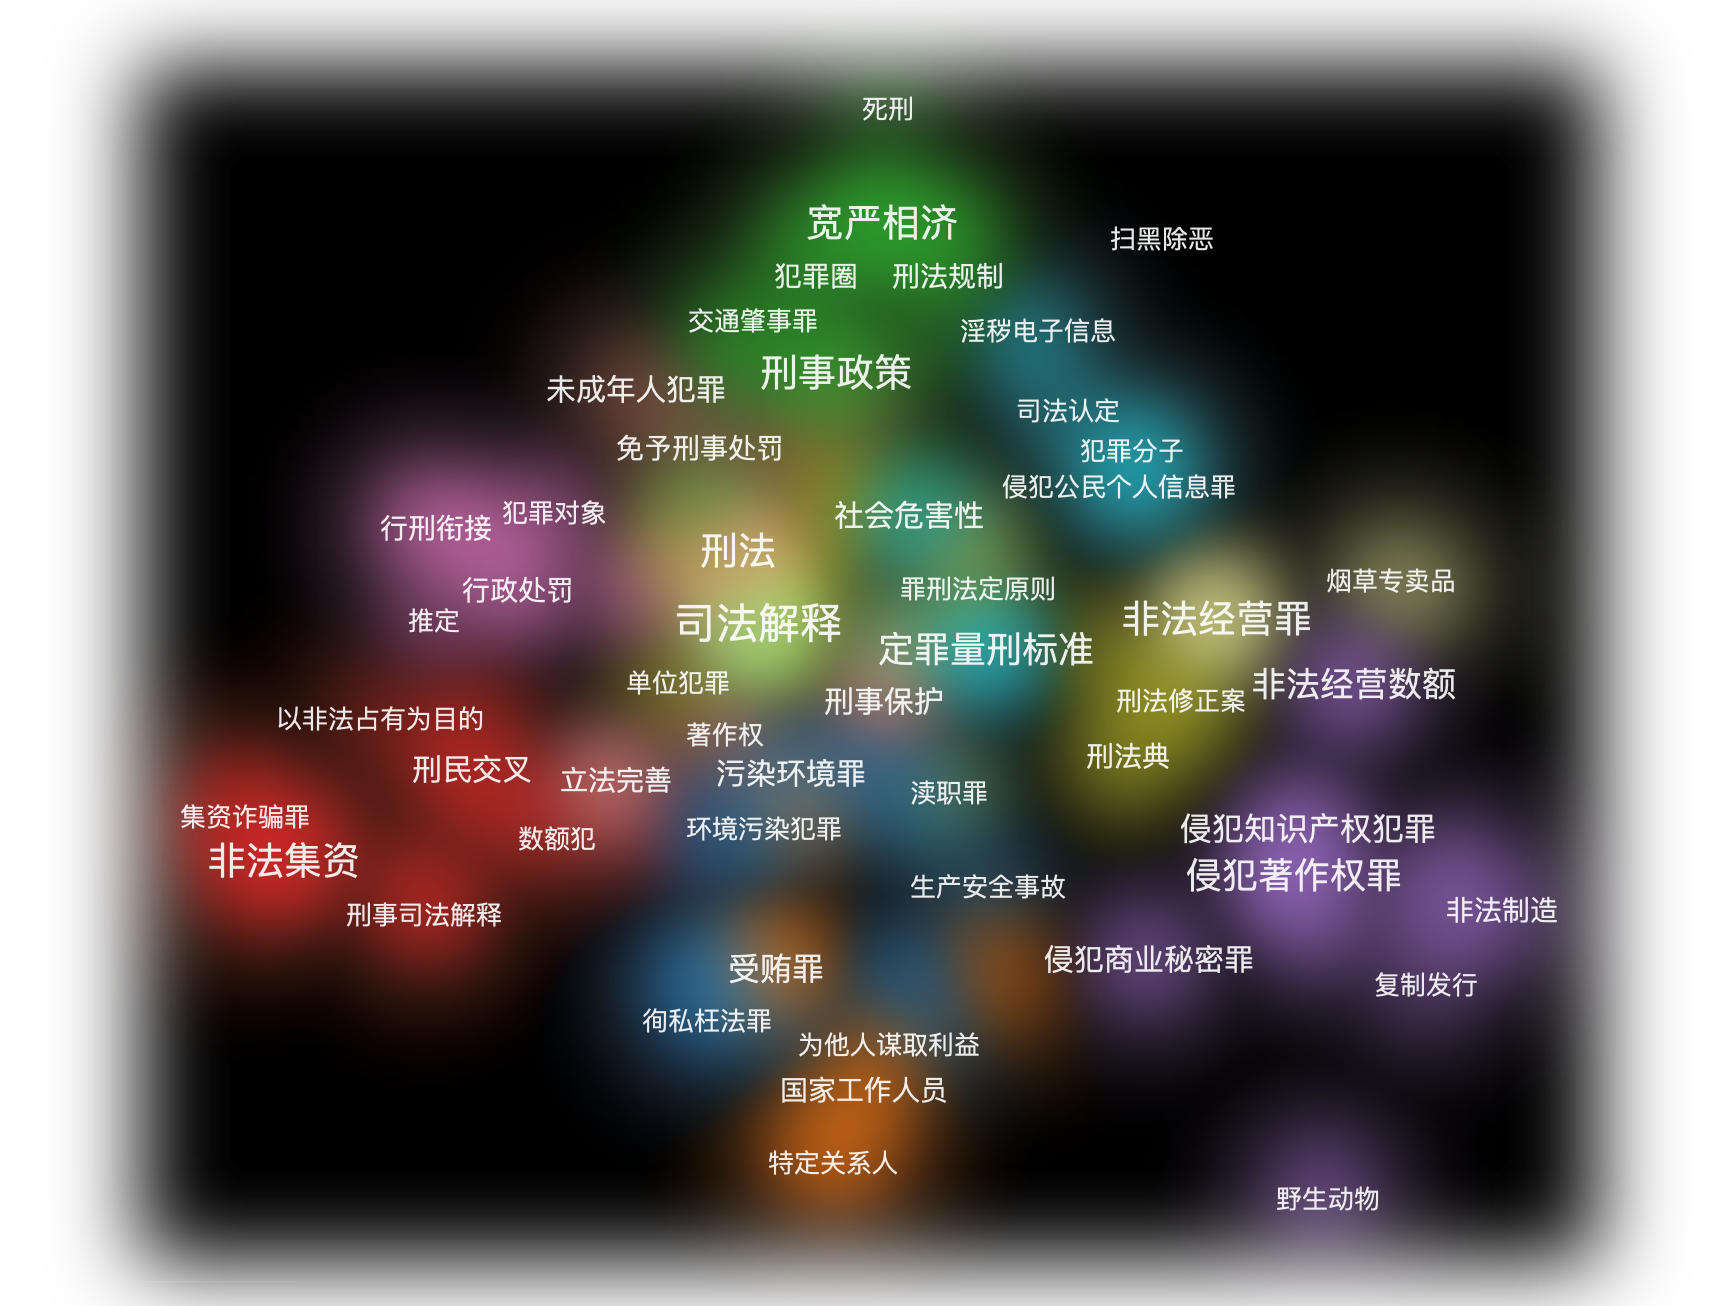 死刑
宽严相济
扫黑除恶
犯罪圈
刑法规制
交通肇事罪
淫秽电子信息
刑事政策
未成年人犯罪
司法认定
免予刑事处罚
犯罪分子
侵犯公民个人信息罪
犯罪对象
社会危害性
行刑衔接
刑法
烟草专卖品
行政处罚
罪刑法定原则
推定
司法解释
非法经营罪
定罪量刑标准
单位犯罪
非法经营数额
刑事保护
刑法修正案
以非法占有为目的
著作权
刑法典
刑民交叉
立法完善
污染环境罪
渎职罪
集资诈骗罪
数额犯
环境污染犯罪
侵犯知识产权犯罪
非法集资
侵犯著作权罪
生产安全事故
刑事司法解释
非法制造
侵犯商业秘密罪
受贿罪
复制发行
徇私枉法罪
为他人谋取利益
国家工作人员
特定关系人
野生动物